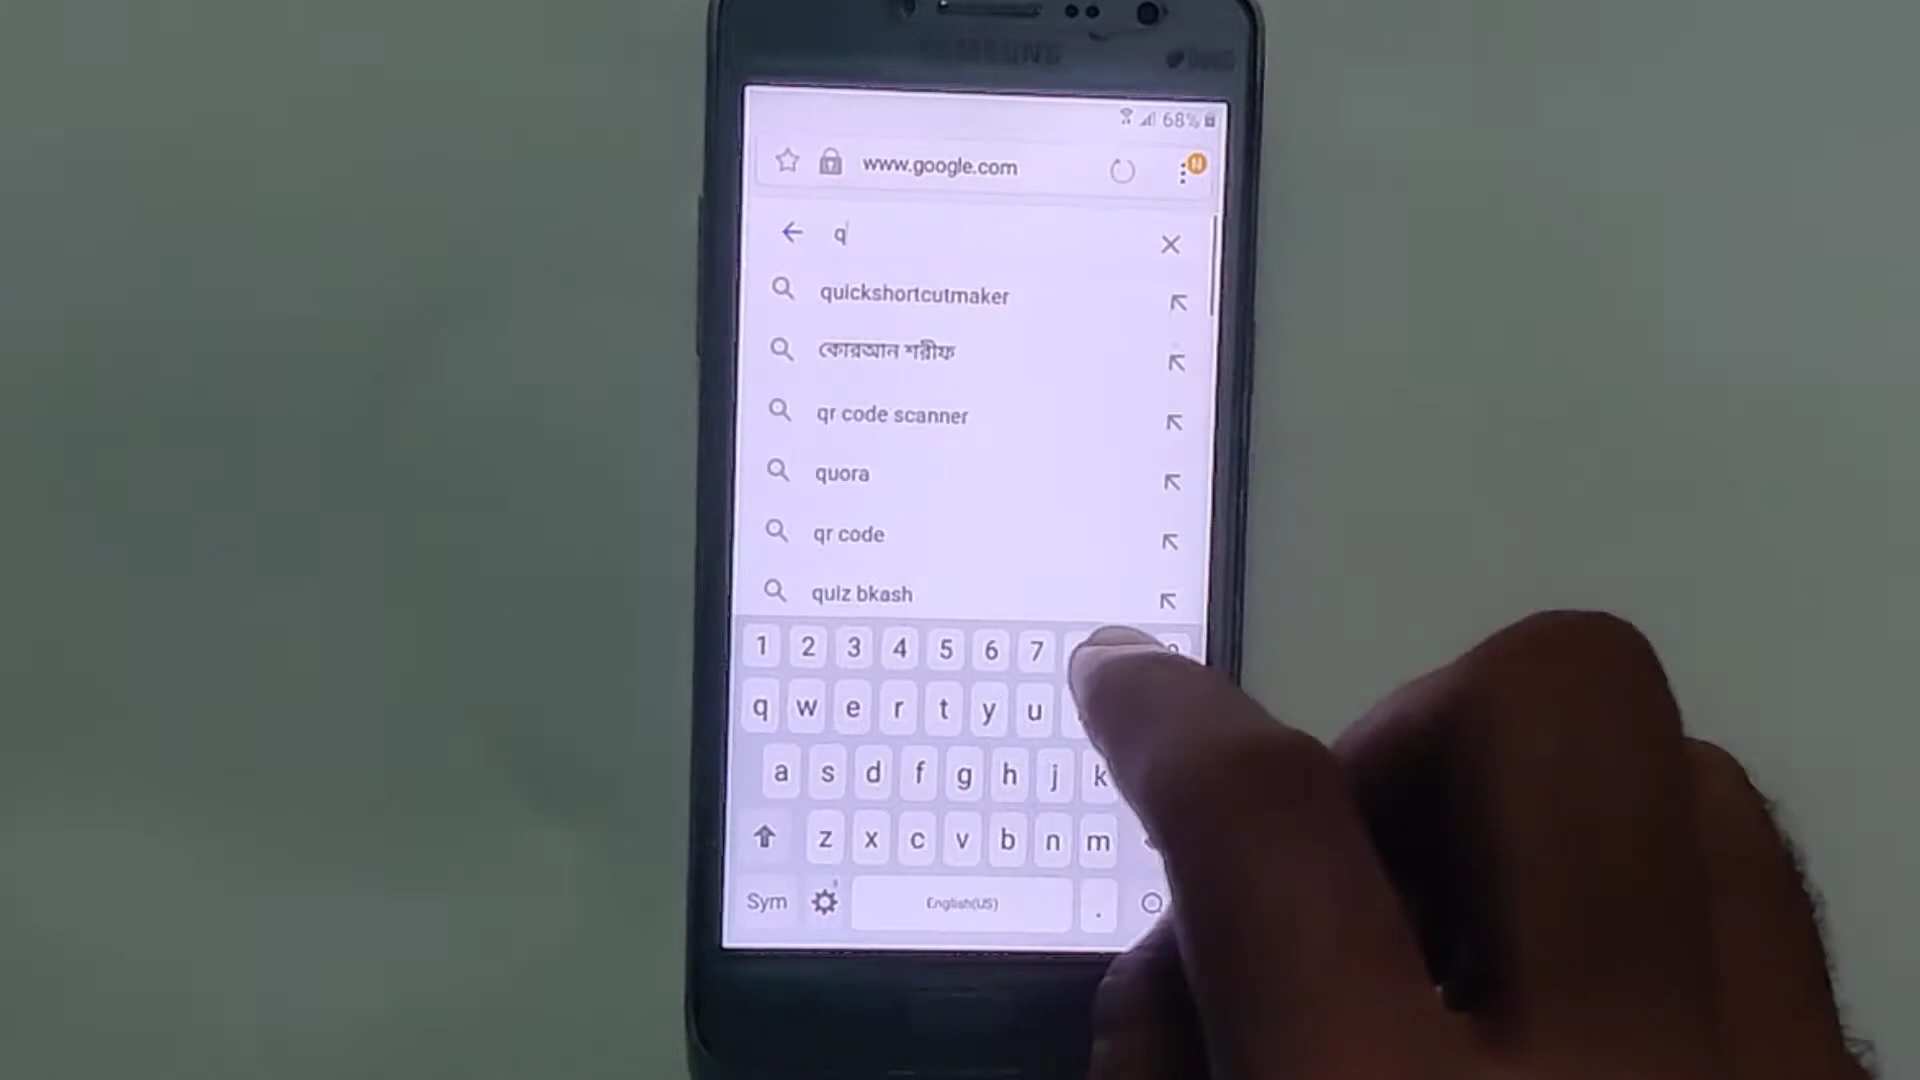 SAMSUNG
68%
www.google.com
N
q
quickshortcutmaker
কোরআন শরীফ
qr code scanner
quora
qr code
quiz bkash
1 2 3 4 5 6 7
q w e r t y u
a s d f g h j k
z x c v b n m
Sym English(US) .